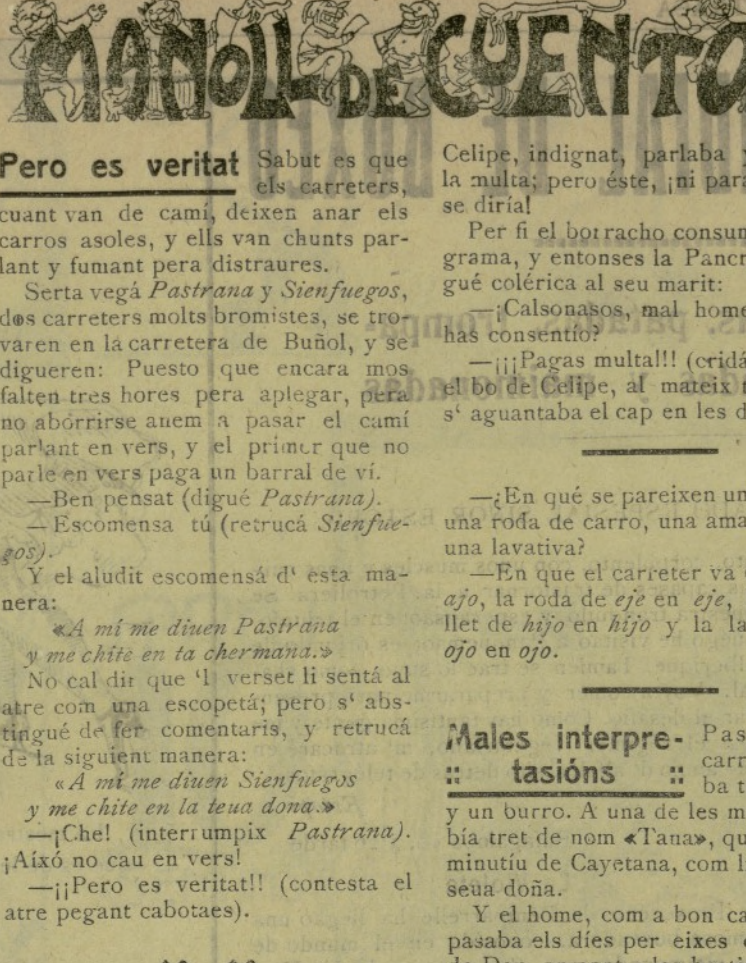 MANOLL DE CUENTO
Pero es veritat Sabut es que
els carreters,
cuant van de camí, deixen anar els
carros asoles, y ells van chunts par-
lant y fumant pera distraures.
Serta vegá Pastrana y Sienfuegos,
dos carreters molts bromistes, se tro-
varen en la carretera de Buñol, y se
digueren: Puesto que encara mos
falten tres hores pera aplegar, pera
no abórrirse anem a pasar el camí
parlant en vers, y el primer que no
parle en vers paga un barral de ví.
—Ben pensat (digué Pastrana).
—Escomensa tú (retrucá Sienfue-
gos).
Y el aludit escomensá d‘ esta ma-
nera:
«A mí me diuen Pastrana
y me chite en ta chermana.»
No cal dir que ‘l verset li sentá al
atre com una escopetá; pero s‘ abs-
tingué de fer comentaris, y retrucá
de la siguient manera:
«A mí me diuen Sienfuegos
y me chite en la teua dona.»
—¡Che! (interrumpix Pastrana).
¡Aixó no cau en vers!
—¡¡Pero es veritat!! (contesta el
atre pegant cabotaes).
Celipe, indignat, parlaba
la multa; pero éste, ¡ni para
se diría!
Per fi el borracho consum
grama, y entonses la Pancr
gué colérica al seu marit:
—¡Calsonasos, mal home
has consentío?
—¡¡¡Pagas multa!!! (cridá
el bo de Celipe, al mateix
s‘ aguantaba el cap en les d
—¿En qué se pareixen un
una roda de carro, una ama
una lavativa?
—En que el carreter va
ajo, la roda de eje en eje,
llet de hijo en hijo y la la
ojo en ojo.
Males interpre- Pas
:: tasións :: carr
ba t
y un burro. A una de les m
bía tret de nom «Tana», qu
minutíu de Cayetana, com l
seua doña.
Y el home, com a bon ca
pasaba els díes per eixes